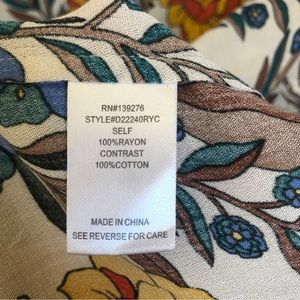 RN#139276
STYLE#D22240RYC
SELF
100%RAYON
CONTRAST
100%COTTON
MADE IN CHINA
SEE REVERSE FOR CARE